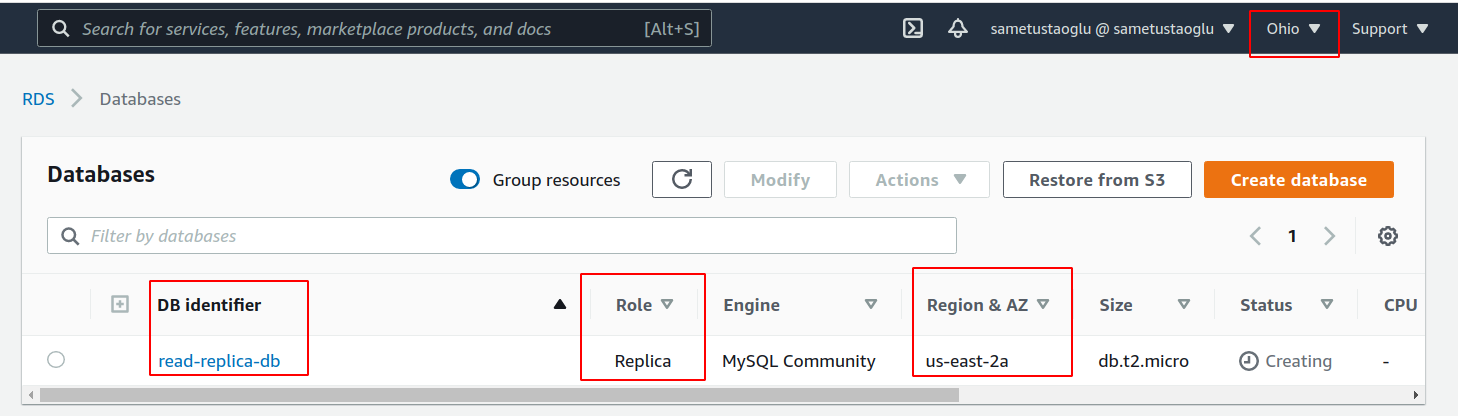 Search for services, features, marketplace products, and docs [Alt+S] sametustaoglu @ sametustaoglu Ohio Support
RDS Databases
Databases Group resources Modify Actions Restore from S3 Create database
Filter by databases 1
DB identifier Role Engine Region & AZ Size Status CPU
read-replica-db Replica MySQL Community us-east-2a db.t2.micro Creating -